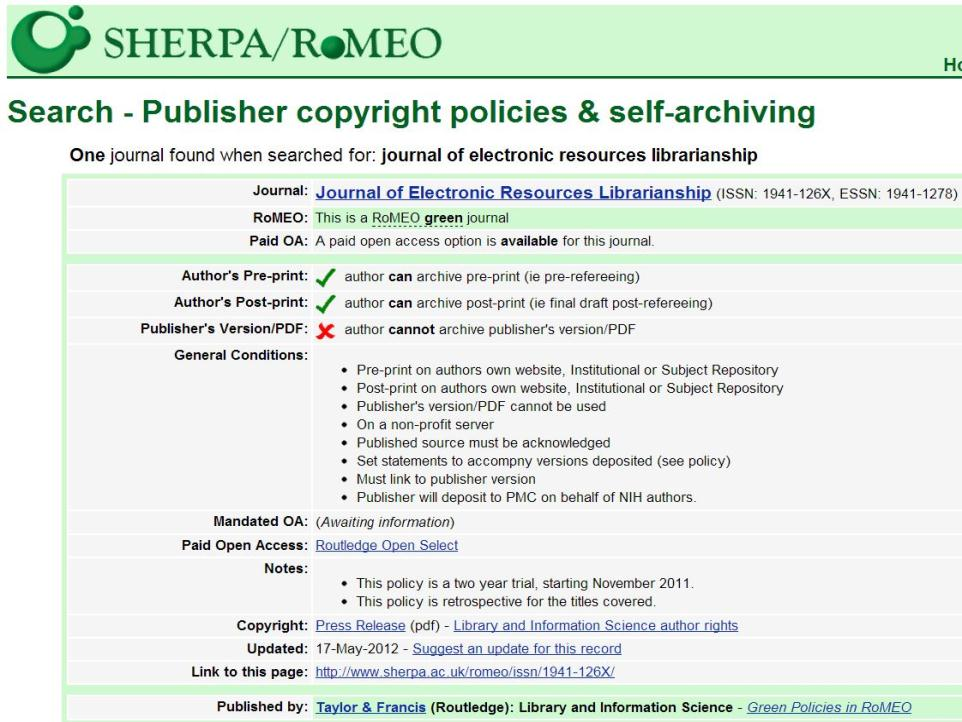 SHERPA/RoMEO
Ho
Search - Publisher copyright policies & self-archiving
One journal found when searched for: journal of electronic resources librarianship
Journal: Journal of Electronic Resources Librarianship (ISSN: 1941-126X, ESSN: 1941-1278)
RoMEO: This is a RoMEO green journal
Paid OA: A paid open access option is available for this journal.
Author's Pre-print: author can archive pre-print (ie pre-refereeing)
Author's Post-print: author can archive post-print (ie final draft post-refereeing)
Publisher's Version/PDF: author cannot archive publisher's version/PDF
General Conditions:
• Pre-print on authors own website, Institutional or Subject Repository
• Post-print on authors own website, Institutional or Subject Repository
• Publisher's version/PDF cannot be used
• On a non-profit server
• Published source must be acknowledged
• Set statements to accompny versions deposited (see policy)
• Must link to publisher version
• Publisher will deposit to PMC on behalf of NIH authors.
Mandated OA: (Awaiting information)
Paid Open Access: Routledge Open Select
Notes:
• This policy is a two year trial, starting November 2011.
• This policy is retrospective for the titles covered.
Copyright: Press Release (pdf) - Library and Information Science author rights
Updated: 17-May-2012 - Suggest an update for this record
Link to this page: http://www.sherpa.ac.uk/romeo/issn/1941-126X/
Published by: Taylor & Francis (Routledge): Library and Information Science - Green Policies in RoMEO